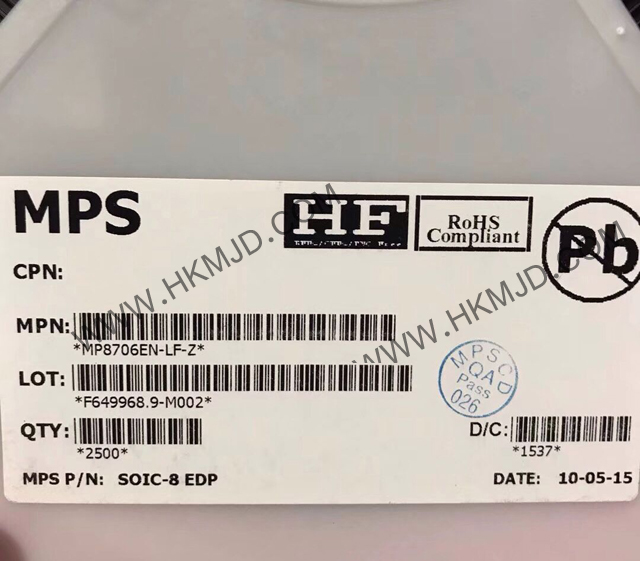 MPS
HF
RoHS
Compliant
Pb
CPN:
MPN:
*MP8706EN-LF-Z*
LOT:
*F649968.9-M002*
MPSCD
QA
Pass
026
QTY:
*2500*
D/C:
*1537*
MPS P/N: SOIC-8 EDP
DATE: 10-05-15
WWW.HKMJD.COM
WWW.HKMJD.COM